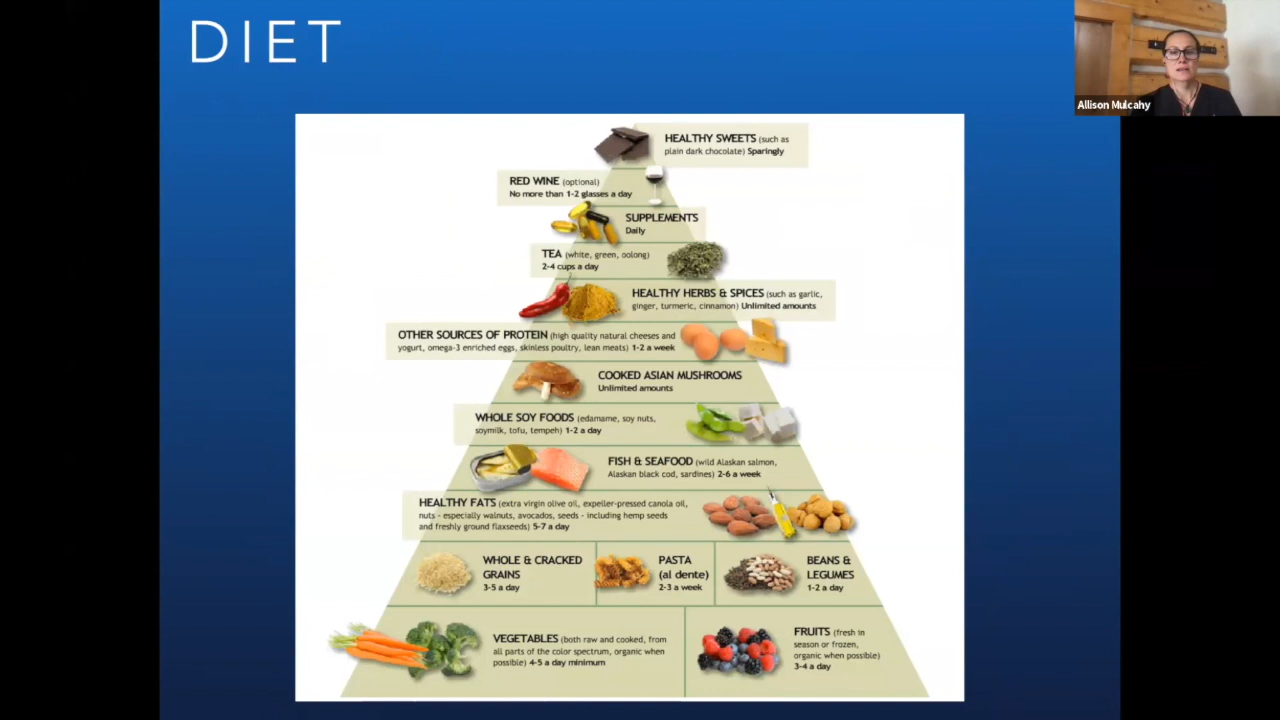 DIET
Allison Mulcahy
HEALTHY SWEETS (such as
plain dark chocolate) Sparingly
RED WINE (optional)
No more than 1-2 glasses a day
SUPPLEMENTS
Daily
TEA (white, green, oolong)
2-4 cups a day
HEALTHY HERBS & SPICES (such as garlic,
ginger, turmeric, cinnamon) Unlimited amounts
OTHER SOURCES OF PROTEIN (high quality natural cheeses and
yogurt, omega-3 enriched eggs, skinless poultry, lean meats) 1-2 a week
COOKED ASIAN MUSHROOMS
Unlimited amounts
WHOLE SOY FOODS (edamame, soy nuts,
soymilk, tofu, tempeh) 1-2 a day
FISH & SEAFOOD (wild Alaskan salmon,
Alaskan black cod, sardines) 2-6 a week
HEALTHY FATS (extra virgin olive oil, expeller-pressed canola oil,
nuts - especially walnuts, avocados, seeds - including hemp seeds
and freshly ground flaxseeds) 5-7 a day
WHOLE & CRACKED
GRAINS
3-5 a day
PASTA
(al dente)
2-3 a week
BEANS &
LEGUMES
1-2 a day
VEGETABLES (both raw and cooked, from
all parts of the color spectrum, organic when
possible) 4-5 a day minimum
FRUITS (fresh in
season or frozen,
organic when possible)
3-4 a day